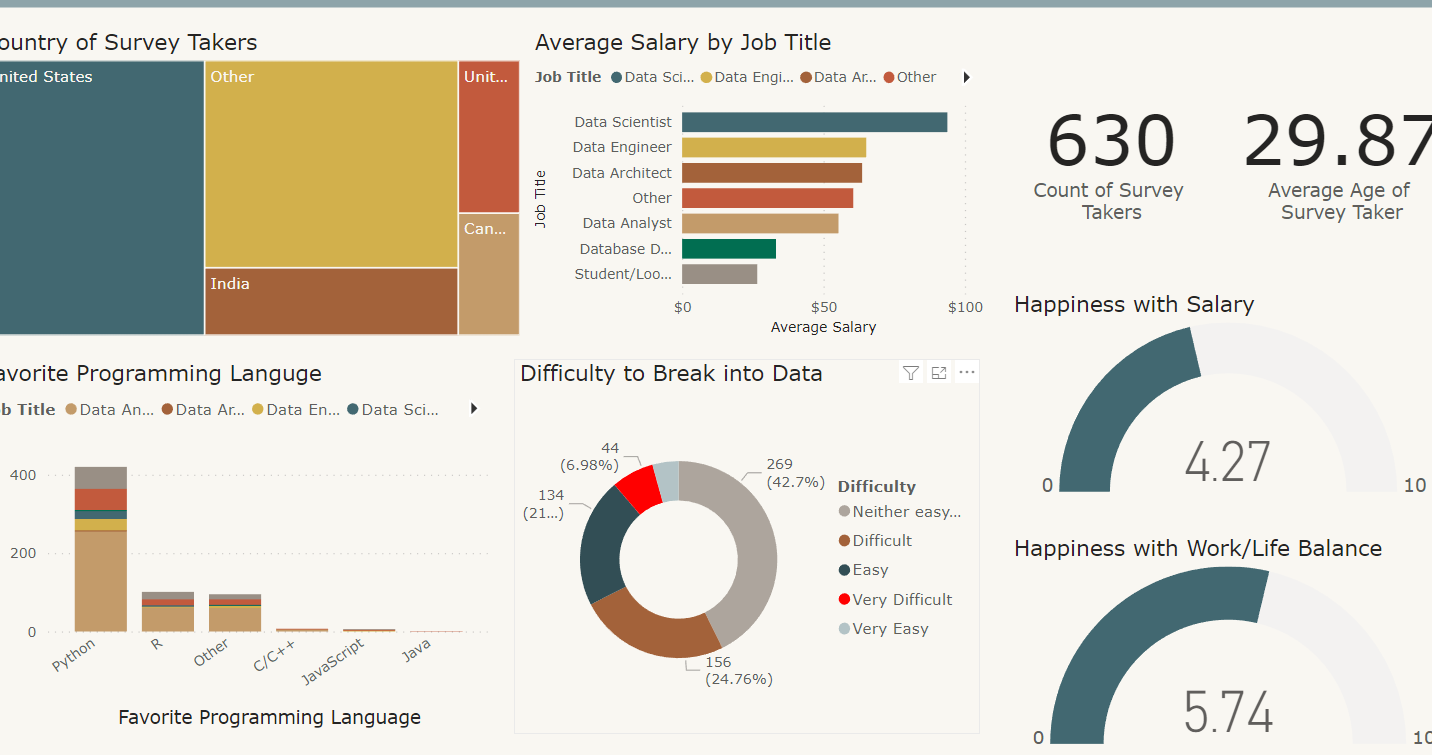 ountry of Survey Takers
nited States
Other
Unit...
India
Can...
Average Salary by Job Title
Job Title Data Sci... Data Engi... Data Ar... Other
Job Title
Data Scientist
Data Engineer
Data Architect
Other
Data Analyst
Database D...
Student/Loo...
$0 $50 $100
Average Salary
630
Count of Survey
Takers
29.87
Average Age of
Survey Taker
avorite Programming Languge
b Title Data An... Data Ar... Data En... Data Sci...
400
200
0
Python R Other C/C++ JavaScript Java
Favorite Programming Language
Difficulty to Break into Data
44
(6.98%)
134
(21...)
269
(42.7%)
156
(24.76%)
Difficulty
Neither easy...
Difficult
Easy
Very Difficult
Very Easy
Happiness with Salary
4.27
0 10
Happiness with Work/Life Balance
5.74
0 10